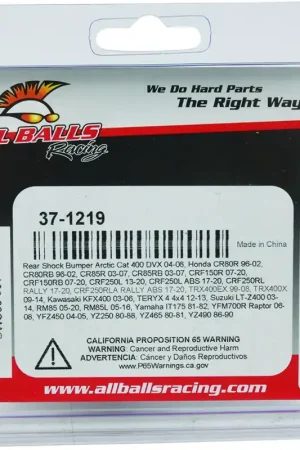 We Do Hard Parts
The Right Way
ALL BALLS
Racing
37-1219
Made in China
Rear Shock Bumper Arctic Cat 400 DVX 04-08, Honda CR80R 96-02,
CR80RB 96-02, CR85R 03-07, CR85RB 03-07, CRF150R 07-20,
CRF150RB 07-20, CRF250L 13-20, CRF250L ABS 17-20, CRF250RL
RALLY 17-20, CRF250RLA RALLY ABS 17-20, TRX400EX 99-08, TRX400X
09-14, Kawasaki KFX400 03-06, TERYX 4 4x4 12-13, Suzuki LT-Z400 03-
14, RM85 05-20, RM85L 05-16, Yamaha IT175 81-82, YFM700R Raptor 06-
08, YFZ450 04-05, YZ250 80-88, YZ465 80-81, YZ490 86-90
CALIFORNIA PROPOSITION 65 WARNING
WARNING: Cancer and Reproductive Harm
ADVERTENCIA: Cáncer y Daños Reproductivos
www.P65Warnings.ca.gov
www.allballsracing.com